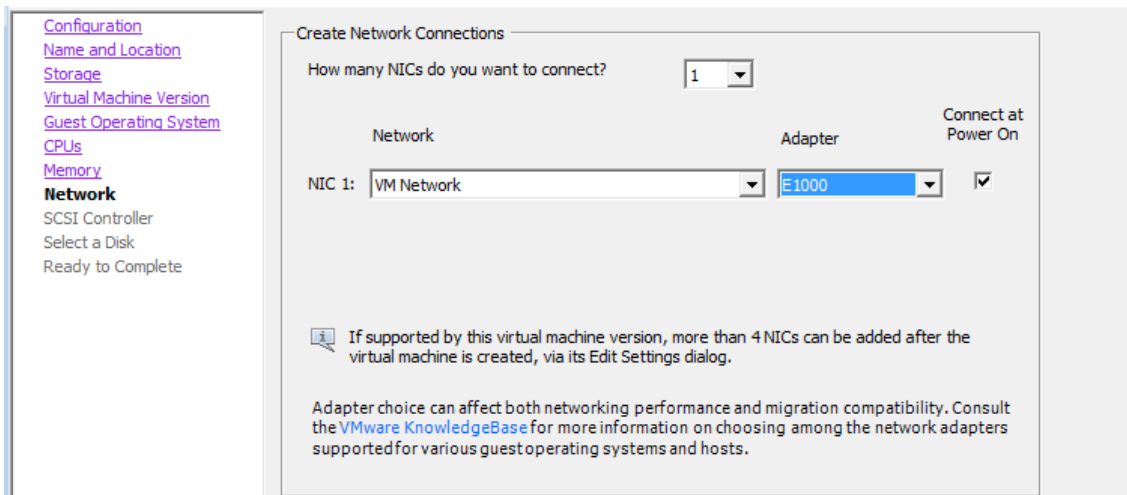 Configuration
Name and Location
Storage
Virtual Machine Version
Guest Operating System
CPUs
Memory
Network
SCSI Controller
Select a Disk
Ready to Complete
Create Network Connections
How many NICs do you want to connect? 1
Network Adapter Connect at
Power On
NIC 1: VM Network E1000
If supported by this virtual machine version, more than 4 NICs can be added after the
virtual machine is created, via its Edit Settings dialog.
Adapter choice can affect both networking performance and migration compatibility. Consult
the VMware KnowledgeBase for more information on choosing among the network adapters
supported for various guest operating systems and hosts.